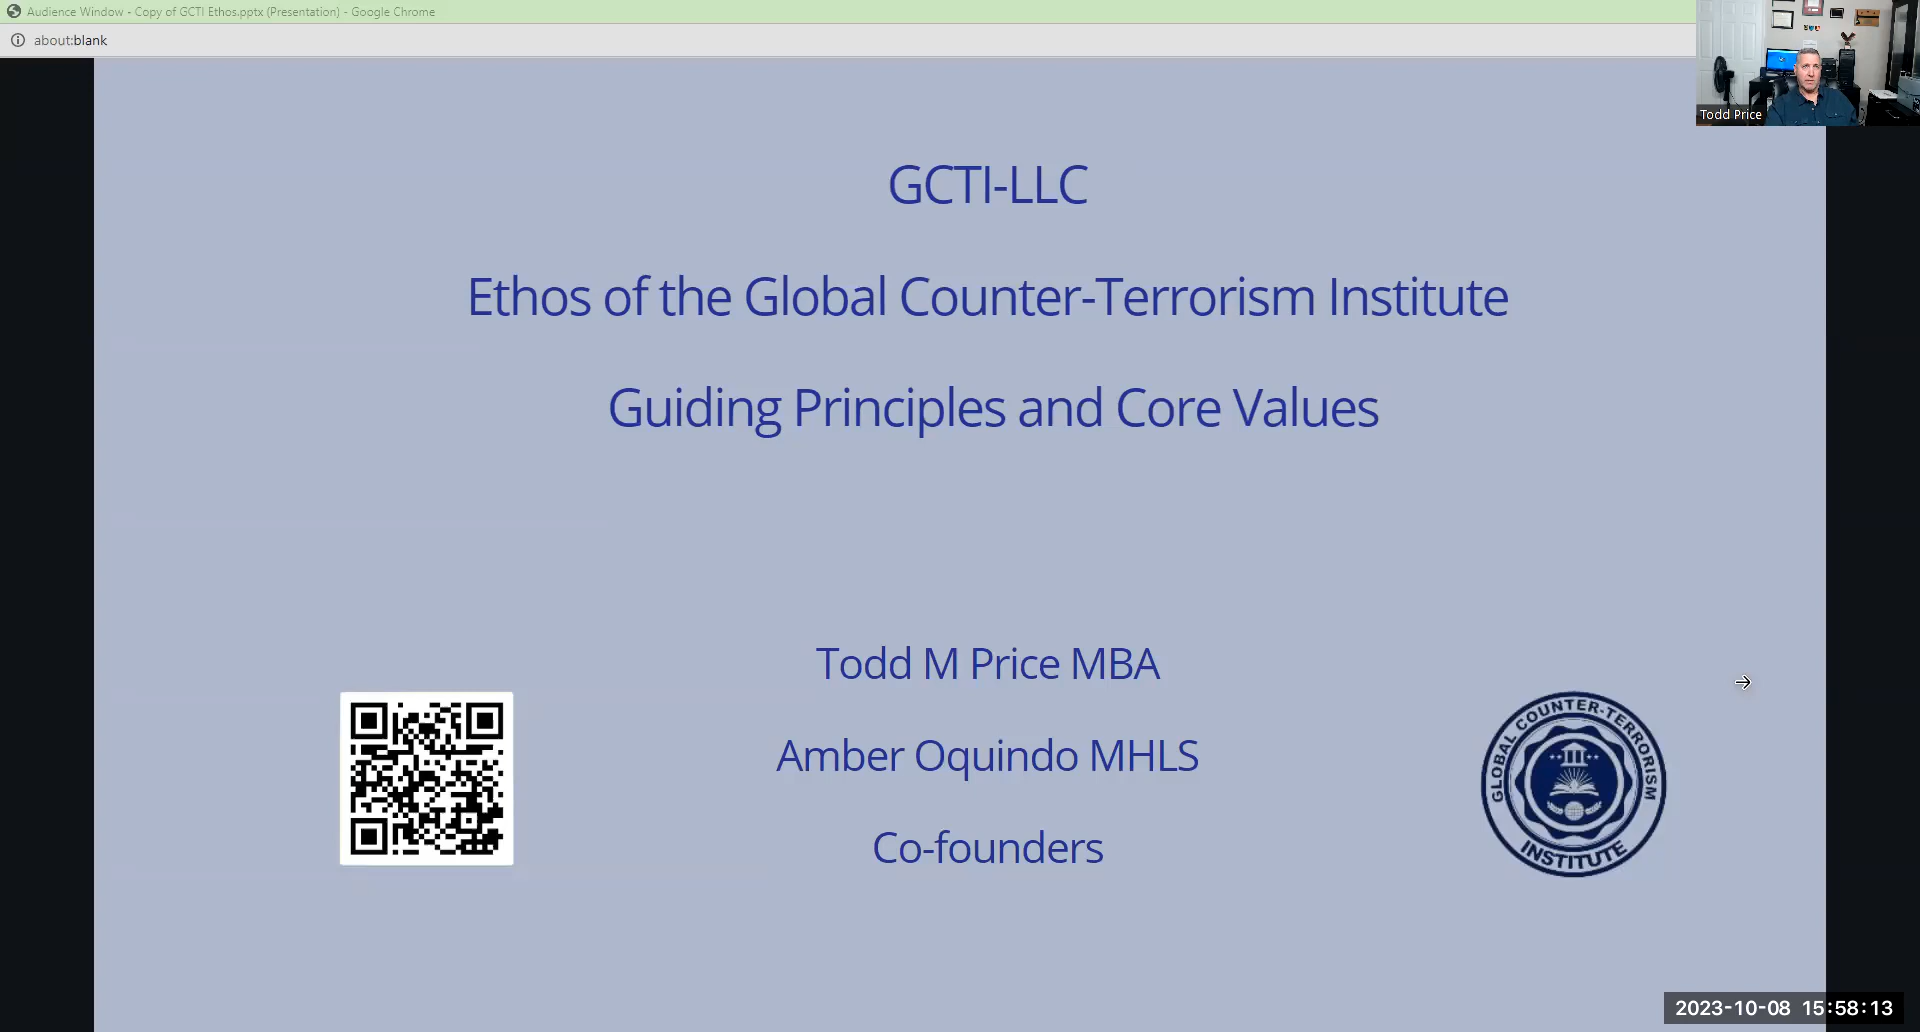 Audience Window - Copy of GCTI Ethos.pptx (Presentation) - Google Chrome
about:blank
Todd Price
GCTI-LLC
Ethos of the Global Counter-Terrorism Institute
Guiding Principles and Core Values
Todd M Price MBA
Amber Oquindo MHLS
Co-founders
GLOBAL COUNTER-TERRORISM
INSTITUTE
2023-10-08 15:58:13